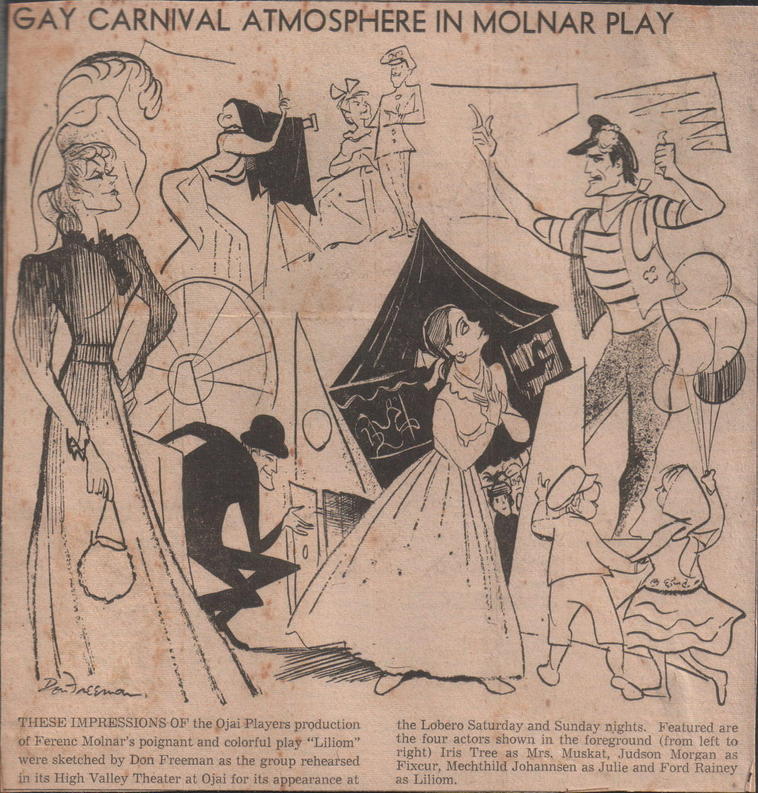 GAY CARNIVAL ATMOSPHERE IN MOLNAR PLAY
Don Freeman.
THESE IMPRESSIONS OF the Ojai Players production
of Ferenc Molnar's poignant and colorful play "Liliom"
were sketched by Don Freeman as the group rehearsed
in its High Valley Theater at Ojai for its appearance at
the Lobero Saturday and Sunday nights. Featured are
the four actors shown in the foreground (from left to
right) Iris Tree as Mrs. Muskat, Judson Morgan as
Fixcur, Mechthild Johannsen as Julie and Ford Rainey
as Liliom.